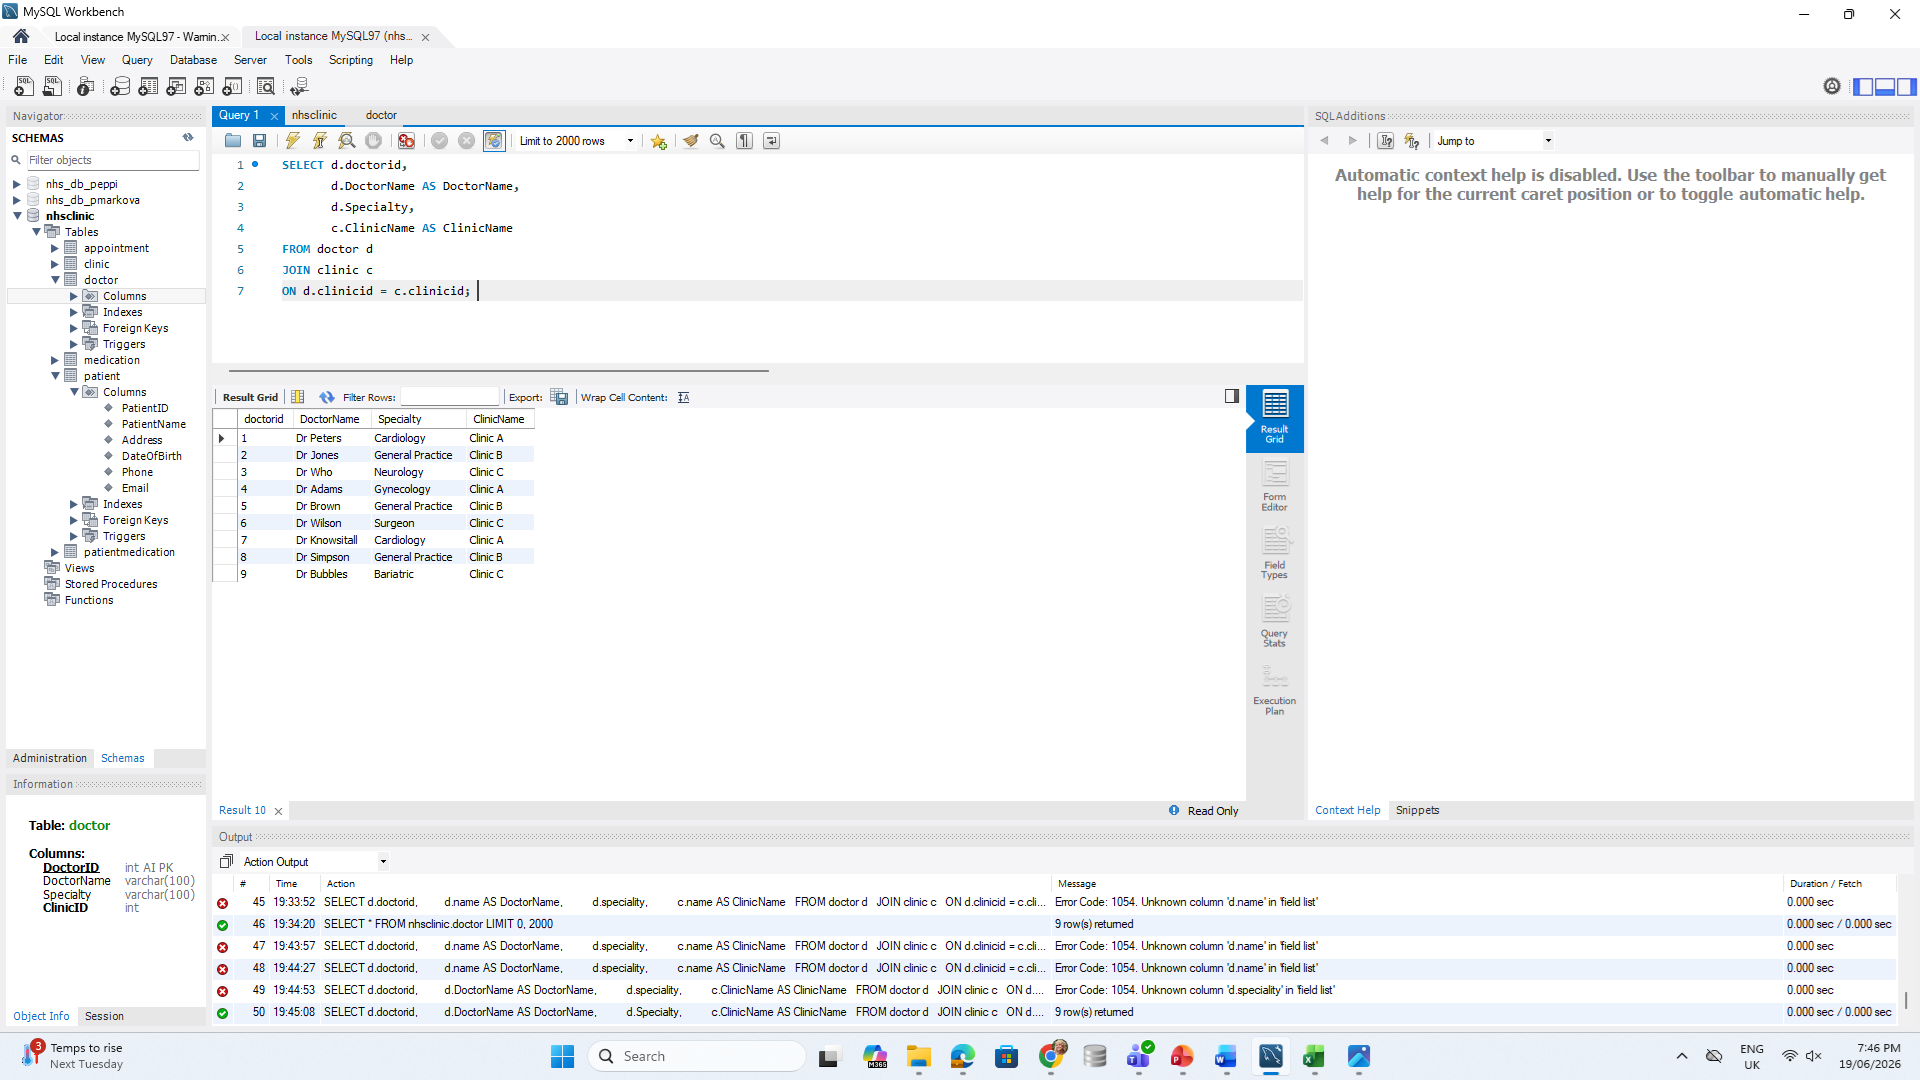 MySQL Workbench
Local instance MySQL97 - Warnin...
Local instance MySQL97 (nhs...
File Edit View Query Database Server Tools Scripting Help
Navigator
SCHEMAS
Filter objects
nhs_db_peppi
nhs_db_pmarkova
nhsclinic
Tables
appointment
clinic
doctor
Columns
Indexes
Foreign Keys
Triggers
medication
patient
Columns
PatientID
PatientName
Address
DateOfBirth
Phone
Email
Indexes
Foreign Keys
Triggers
patientmedication
Views
Stored Procedures
Functions
Administration Schemas
Information
Table: doctor
Columns:
DoctorID int AI PK
DoctorName varchar(100)
Specialty varchar(100)
ClinicID int
Object Info Session
Query 1 nhsclinic doctor
Limit to 2000 rows
1 SELECT d.doctorid,
2 d.DoctorName AS DoctorName,
3 d.Specialty,
4 c.ClinicName AS ClinicName
5 FROM doctor d
6 JOIN clinic c
7 ON d.clinicid = c.clinicid;
Result Grid Filter Rows: Export: Wrap Cell Content:
doctorid DoctorName Specialty ClinicName
1 Dr Peters Cardiology Clinic A
2 Dr Jones General Practice Clinic B
3 Dr Who Neurology Clinic C
4 Dr Adams Gynecology Clinic A
5 Dr Brown General Practice Clinic B
6 Dr Wilson Surgeon Clinic C
7 Dr Knowsitall Cardiology Clinic A
8 Dr Simpson General Practice Clinic B
9 Dr Bubbles Bariatric Clinic C
Result Grid
Form Editor
Field Types
Query Stats
Execution Plan
Result 10
Read Only
SQLAdditions
Jump to
Automatic context help is disabled. Use the toolbar to manually get
help for the current caret position or to toggle automatic help.
Context Help Snippets
Output
Action Output
# Time Action Message Duration / Fetch
45 19:33:52 SELECT d.doctorid, d.name AS DoctorName, d.speciality, c.name AS ClinicName FROM doctor d JOIN clinic c ON d.clinicid = c.cli... Error Code: 1054. Unknown column 'd.name' in 'field list' 0.000 sec
46 19:34:20 SELECT * FROM nhsclinic.doctor LIMIT 0, 2000 9 row(s) returned 0.000 sec / 0.000 sec
47 19:43:57 SELECT d.doctorid, d.name AS DoctorName, d.speciality, c.name AS ClinicName FROM doctor d JOIN clinic c ON d.clinicid = c.cli... Error Code: 1054. Unknown column 'd.name' in 'field list' 0.000 sec
48 19:44:27 SELECT d.doctorid, d.name AS DoctorName, d.speciality, c.name AS ClinicName FROM doctor d JOIN clinic c ON d.clinicid = c.cli... Error Code: 1054. Unknown column 'd.name' in 'field list' 0.000 sec
49 19:44:53 SELECT d.doctorid, d.DoctorName AS DoctorName, d.speciality, c.ClinicName AS ClinicName FROM doctor d JOIN clinic c ON d.... Error Code: 1054. Unknown column 'd.speciality' in 'field list' 0.000 sec
50 19:45:08 SELECT d.doctorid, d.DoctorName AS DoctorName, d.Specialty, c.ClinicName AS ClinicName FROM doctor d JOIN clinic c ON d.... 9 row(s) returned 0.000 sec / 0.000 sec
3
Temps to rise
Next Tuesday
Search
M365
ENG
UK
7:46 PM
19/06/2026